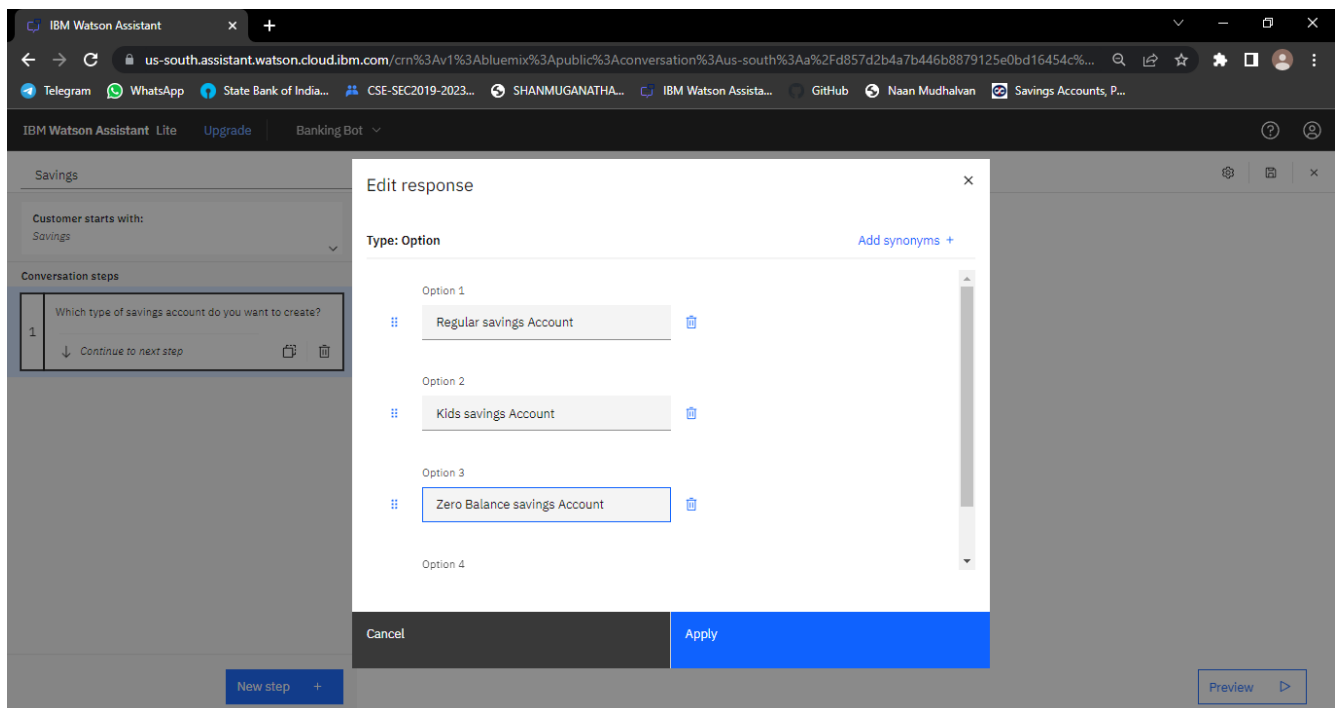 IBM Watson Assistant
us-south.assistant.watson.cloud.ibm.com/crn%3Av1%3Abluemix%3Apublic%3Aconversation%3Aus-south%3Aa%2Fd857d2b4a7b446b8879125e0bd16454c%...
Telegram WhatsApp State Bank of India... CSE-SEC2019-2023... SHANMUGANATHA... IBM Watson Assista... GitHub Naan Mudhalvan Savings Accounts, P...
IBM Watson Assistant Lite Upgrade Banking Bot
Savings
Customer starts with:
Savings
Conversation steps
1
Which type of savings account do you want to create?
Continue to next step
New step +
Edit response
Type: Option
Add synonyms +
Option 1
Regular savings Account
Option 2
Kids savings Account
Option 3
Zero Balance savings Account
Option 4
Cancel
Apply
Preview